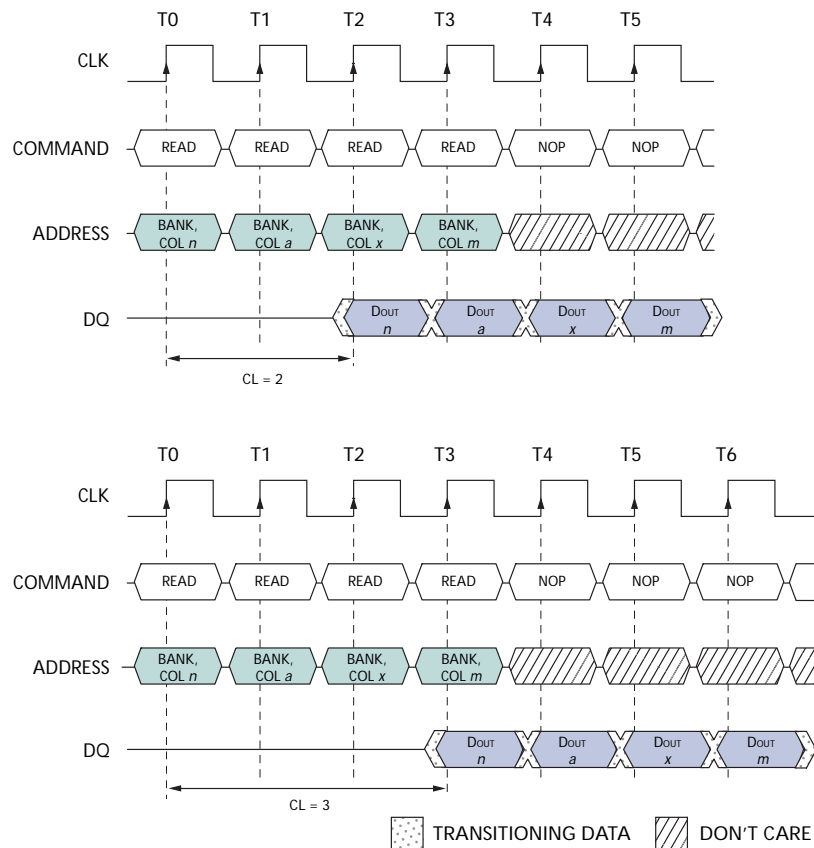 T0 T1 T2 T3 T4 T5
CLK
COMMAND READ READ READ READ NOP NOP
ADDRESS BANK, COL n BANK, COL a BANK, COL x BANK, COL m
DQ DOUT n DOUT a DOUT x DOUT m
CL = 2
T0 T1 T2 T3 T4 T5 T6
CLK
COMMAND READ READ READ READ NOP NOP NOP
ADDRESS BANK, COL n BANK, COL a BANK, COL x BANK, COL m
DQ DOUT n DOUT a DOUT x DOUT m
CL = 3
TRANSITIONING DATA DON'T CARE